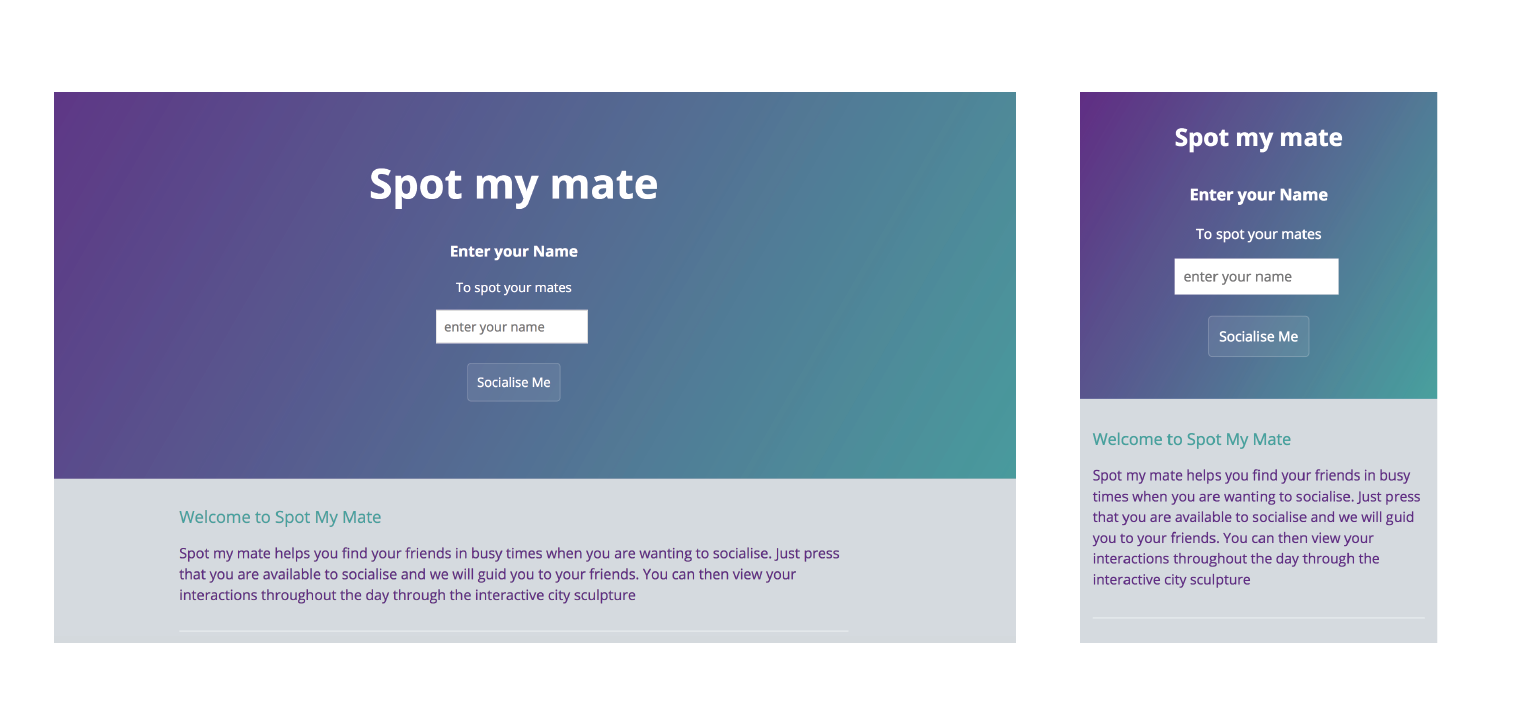 Spot my mate
Enter your Name
To spot your mates
enter your name
Socialise Me
Welcome to Spot My Mate
Spot my mate helps you find your friends in busy times when you are wanting to socialise. Just press
that you are available to socialise and we will guid you to your friends. You can then view your
interactions throughout the day through the interactive city sculpture
Spot my mate
Enter your Name
To spot your mates
enter your name
Socialise Me
Welcome to Spot My Mate
Spot my mate helps you find your friends in busy
times when you are wanting to socialise. Just press
that you are available to socialise and we will guid
you to your friends. You can then view your
interactions throughout the day through the
interactive city sculpture